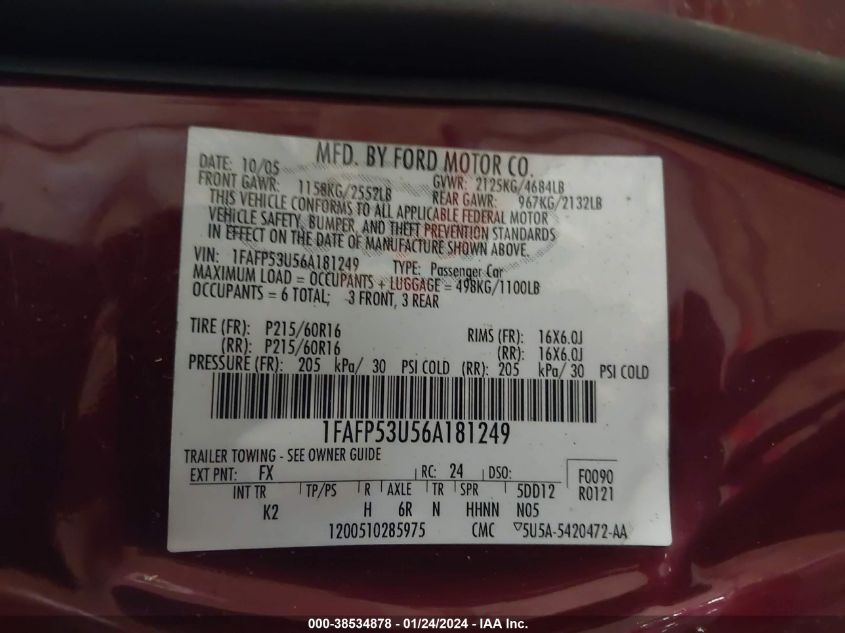 DATE: 10/05 MFD. BY FORD MOTOR CO.
FRONT GAWR: 1158KG/2552LB GVWR: 2125KG/4684LB
REAR GAWR: 967KG/2132LB
THIS VEHICLE CONFORMS TO ALL APPLICABLE FEDERAL MOTOR
VEHICLE SAFETY, BUMPER, AND THEFT PREVENTION STANDARDS
IN EFFECT ON THE DATE OF MANUFACTURE SHOWN ABOVE.
VIN: 1FAFP53U56A181249 TYPE: Passenger Car
MAXIMUM LOAD = OCCUPANTS + LUGGAGE = 498KG/1100LB
OCCUPANTS = 6 TOTAL; 3 FRONT, 3 REAR
TIRE (FR): P215/60R16 RIMS (FR): 16X6.0J
(RR): P215/60R16 (RR): 16X6.0J
PRESSURE (FR): 205 kPa/ 30 PSI COLD (RR): 205 kPa/ 30 PSI COLD
1FAFP53U56A181249
TRAILER TOWING - SEE OWNER GUIDE
EXT PNT: FX RC: 24 DSO: F0090
INT TR TP/PS R AXLE TR SPR 5DD12 R0121
K2 H 6R N HHNN N05
1200510285975 CMC ▽5U5A-5420472-AA
000-38534878 - 01/24/2024 - IAA Inc.